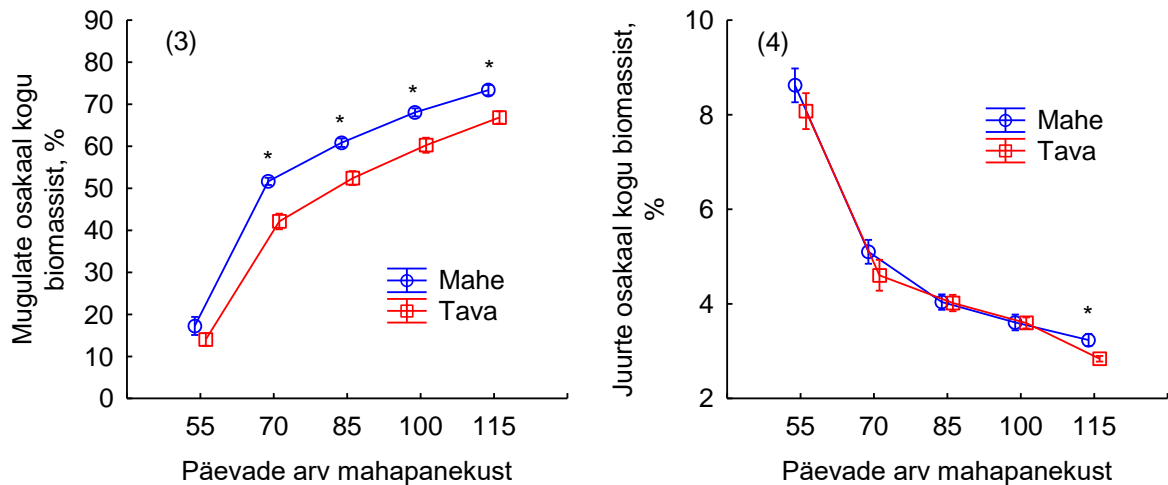 (3)
Mugulate osakaal kogu
biomassist, %
90
80
70
60
50
40
30
20
10
0
*
*
*
*
Mahe
Tava
55 70 85 100 115
Päevade arv mahapanekust
(4)
Juurte osakaal kogu biomassist,
%
10
8
6
4
2
Mahe
Tava
*
55 70 85 100 115
Päevade arv mahapanekust